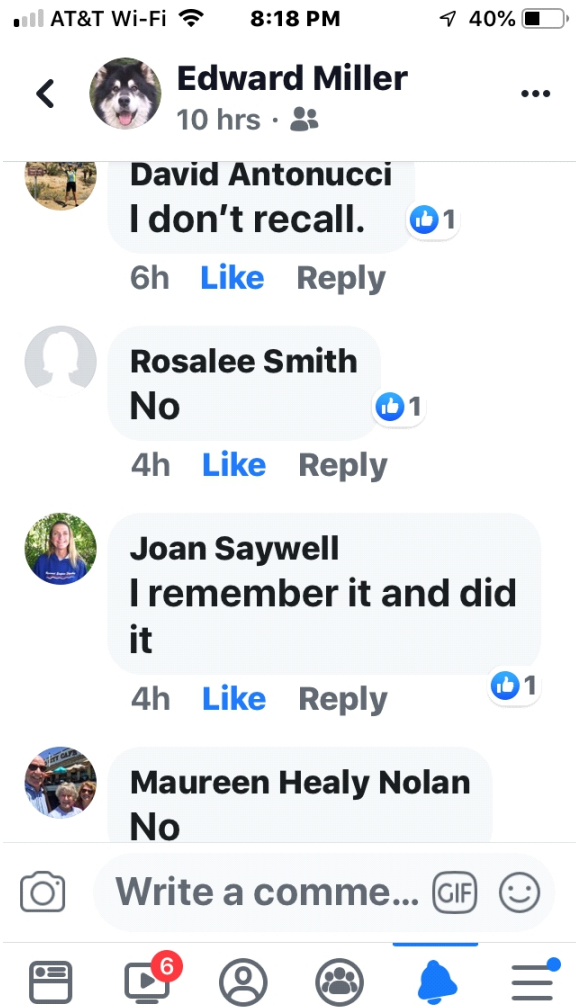 AT&T Wi-Fi 8:18 PM 40%
Edward Miller
10 hrs ·
David Antonucci
I don’t recall.
1
6h Like Reply
Rosalee Smith
No
1
4h Like Reply
Joan Saywell
I remember it and did
it
1
4h Like Reply
Maureen Healy Nolan
No
Write a comme... GIF
6